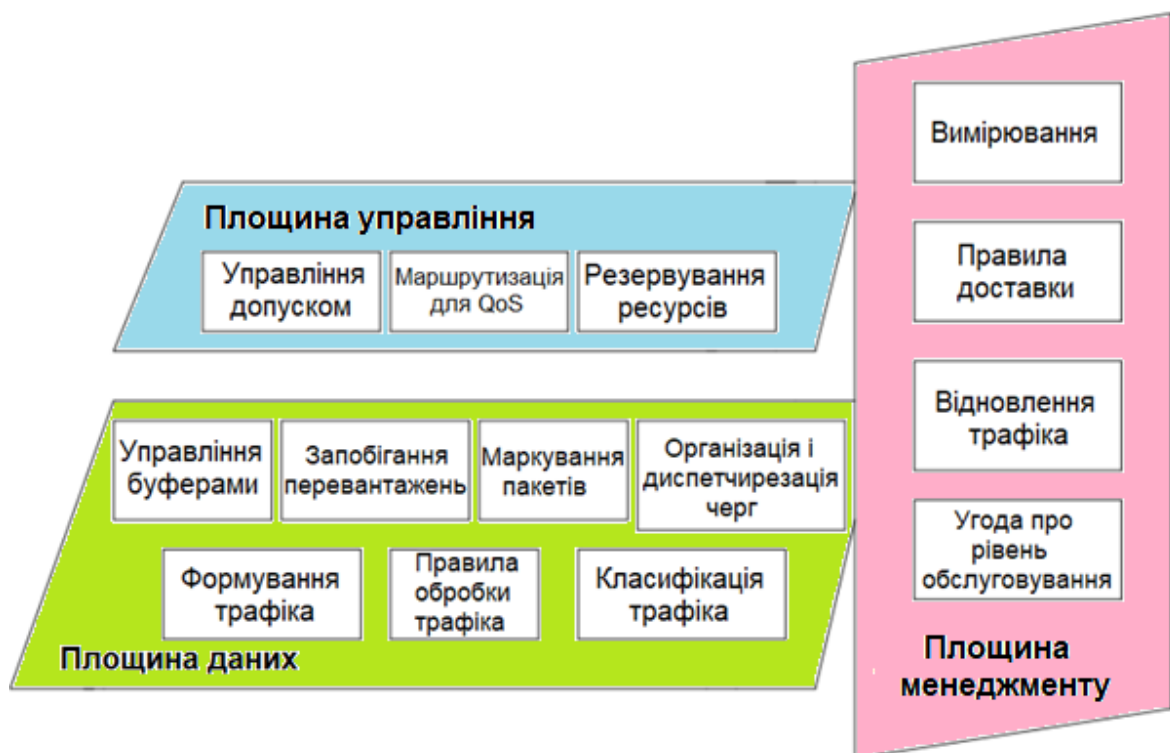 Площина управління
Управління
допуском
Маршрутизація
для QoS
Резервування
ресурсів
Управління
буферами
Запобігання
перевантажень
Маркування
пакетів
Організація і
диспетчирезація
черг
Формування
трафіка
Правила
обробки
трафіка
Класифікація
трафіка
Площина даних
Вимірювання
Правила
доставки
Відновлення
трафіка
Угода про
рівень
обслуговування
Площина
менеджменту